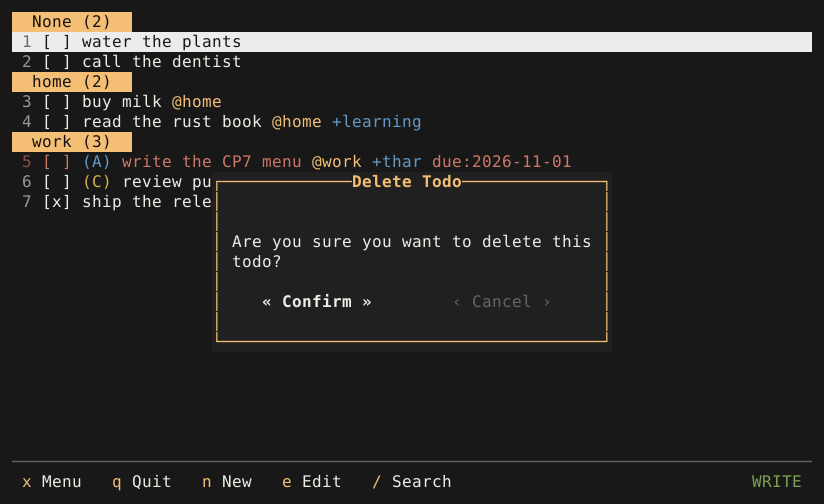 None (2)
1 [ ] water the plants
2 [ ] call the dentist
home (2)
3 [ ] buy milk @home
4 [ ] read the rust book @home +learning
work (3)
5 [ ] (A) write the CP7 menu @work +thar due:2026-11-01
6 [ ] (C) review
7 [x] ship the
Delete Todo
Are you sure you want to delete this
todo?
« Confirm » ‹ Cancel ›
x Menu q Quit n New e Edit / Search WRITE